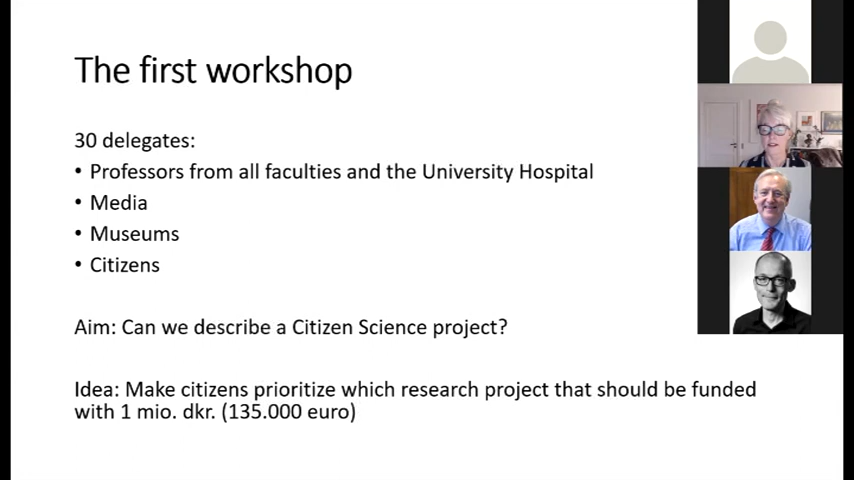 The first workshop
30 delegates:
• Professors from all faculties and the University Hospital
• Media
• Museums
• Citizens
Aim: Can we describe a Citizen Science project?
Idea: Make citizens prioritize which research project that should be funded
with 1 mio. dkr. (135.000 euro)